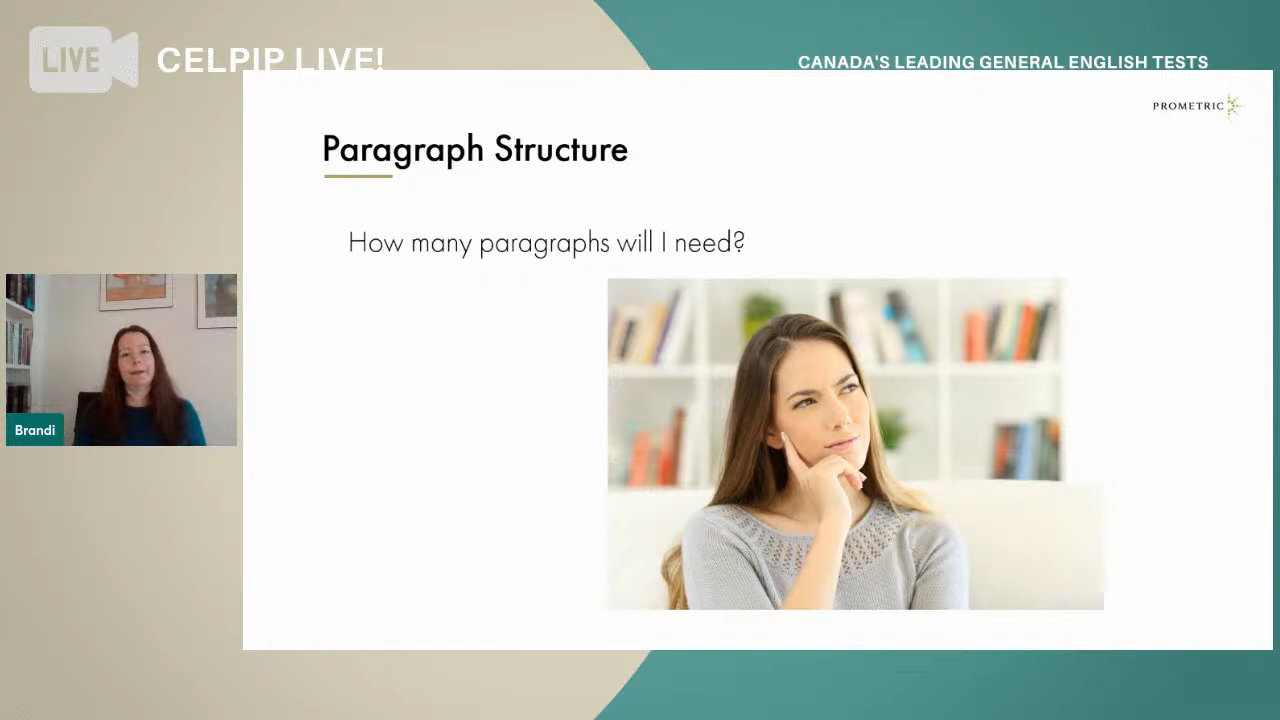 LIVE
CELPIP LIVE!
CANADA'S LEADING GENERAL ENGLISH TESTS
PROMETRIC
Paragraph Structure
How many paragraphs will I need?
Brandi